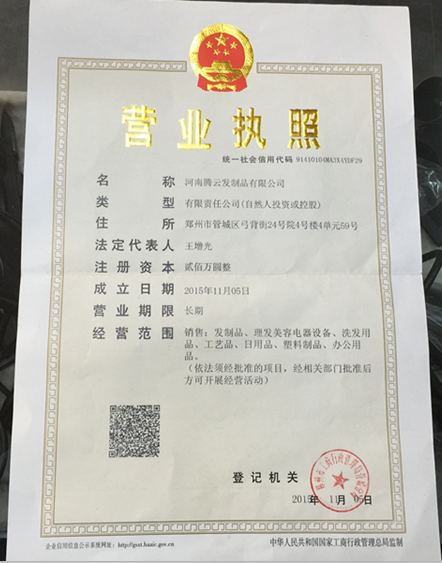 营业执照
统一社会信用代码 91410104MA3X4YDF29
名称 河南腾云发制品有限公司
类型 有限责任公司(自然人投资或控股)
住所 郑州市管城区弓背街24号院4号楼4单元59号
法定代表人 王增光
注册资本 贰佰万圆整
成立日期 2015年11月05日
营业期限 长期
经营范围 销售：发制品、理发美容电器设备、洗发用
品、工艺品、日用品、塑料制品、办公用
品。
(依法须经批准的项目，经相关部门批准后
方可开展经营活动)
登记机关
2015年 11月 05日
企业信用信息公示系统网址：http://gsxt.haaic.gov.cn
中华人民共和国国家工商行政管理总局监制